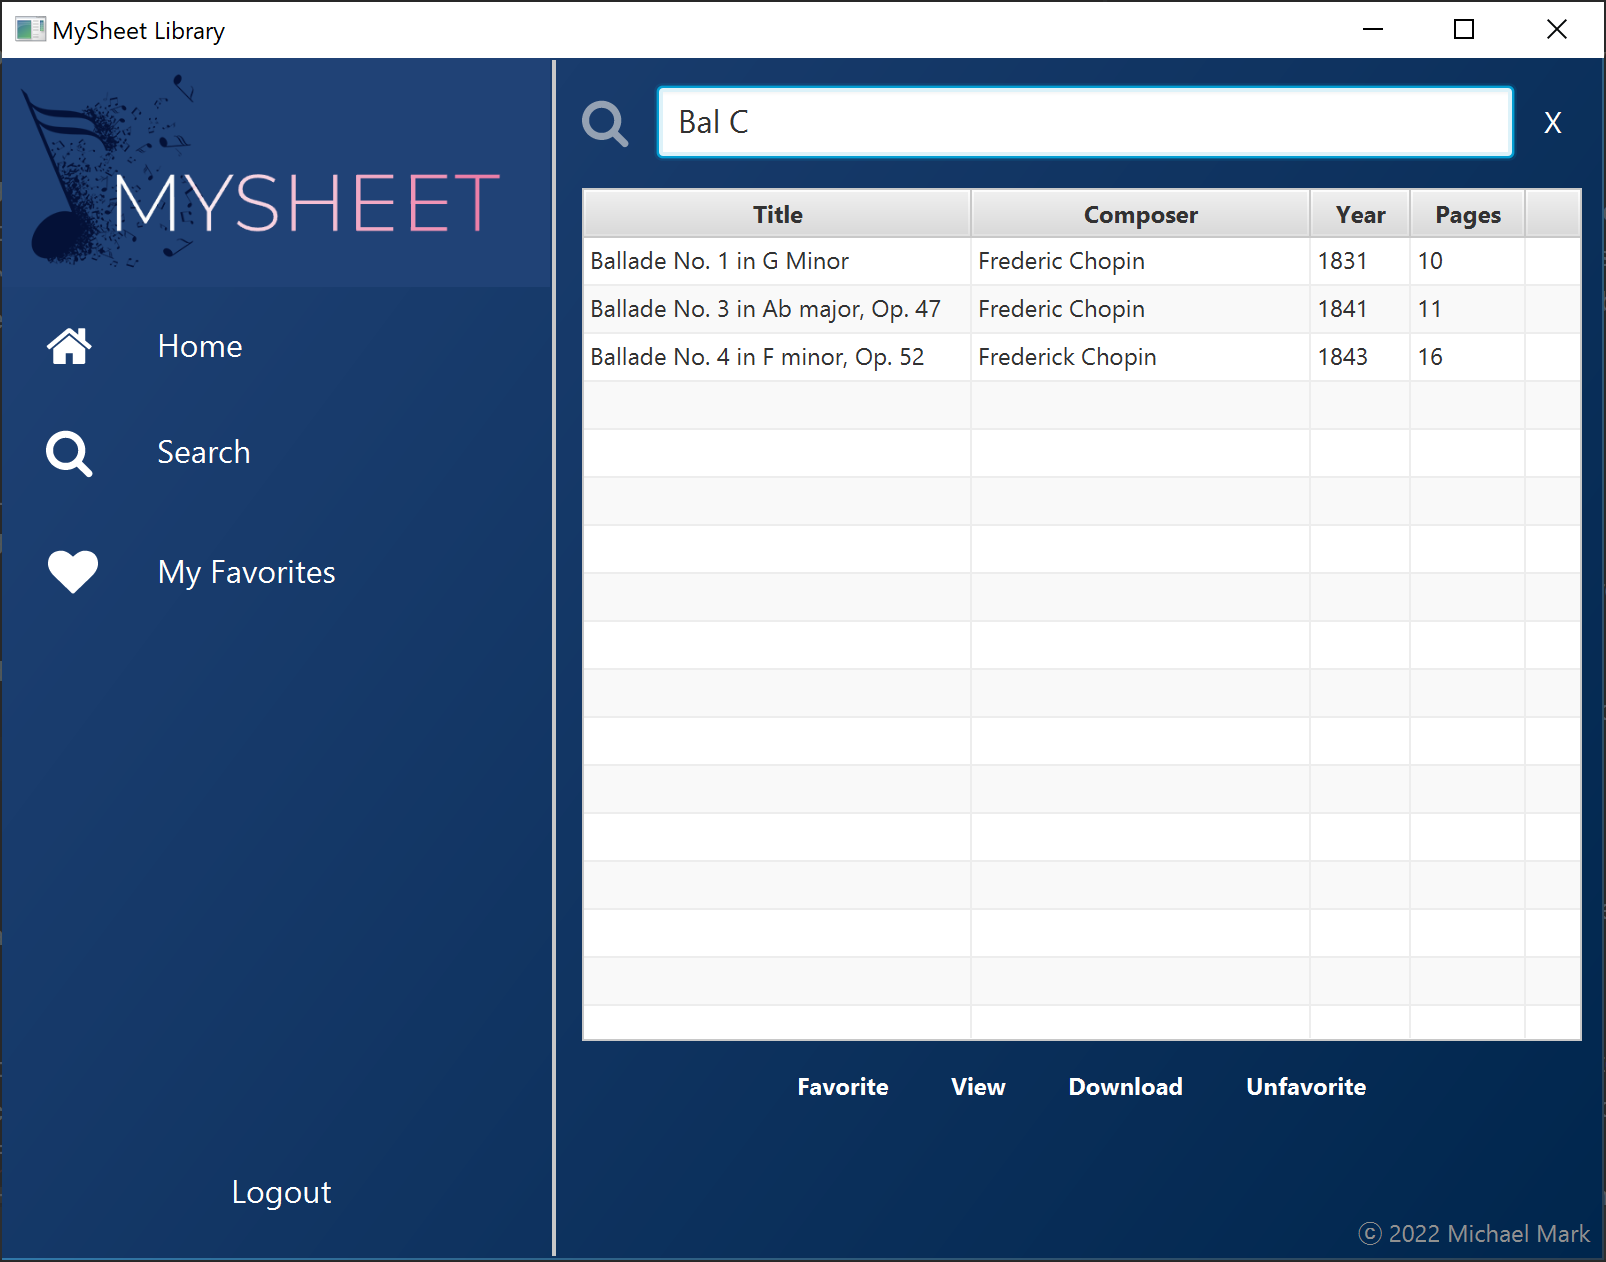 MySheet Library
MYSHEET
Home
Search
My Favorites
Logout
Bal C
X
Title Composer Year Pages
Ballade No. 1 in G Minor Frederic Chopin 1831 10
Ballade No. 3 in Ab major, Op. 47 Frederic Chopin 1841 11
Ballade No. 4 in F minor, Op. 52 Frederick Chopin 1843 16
Favorite View Download Unfavorite
ⓒ 2022 Michael Mark